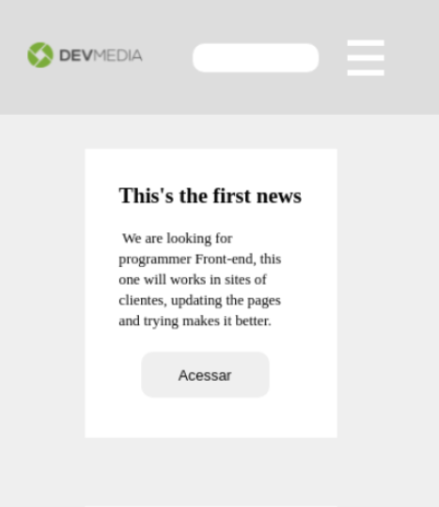 DEVMEDIA
This's the first news
We are looking for
programmer Front-end, this
one will works in sites of
clientes, updating the pages
and trying makes it better.
Acessar